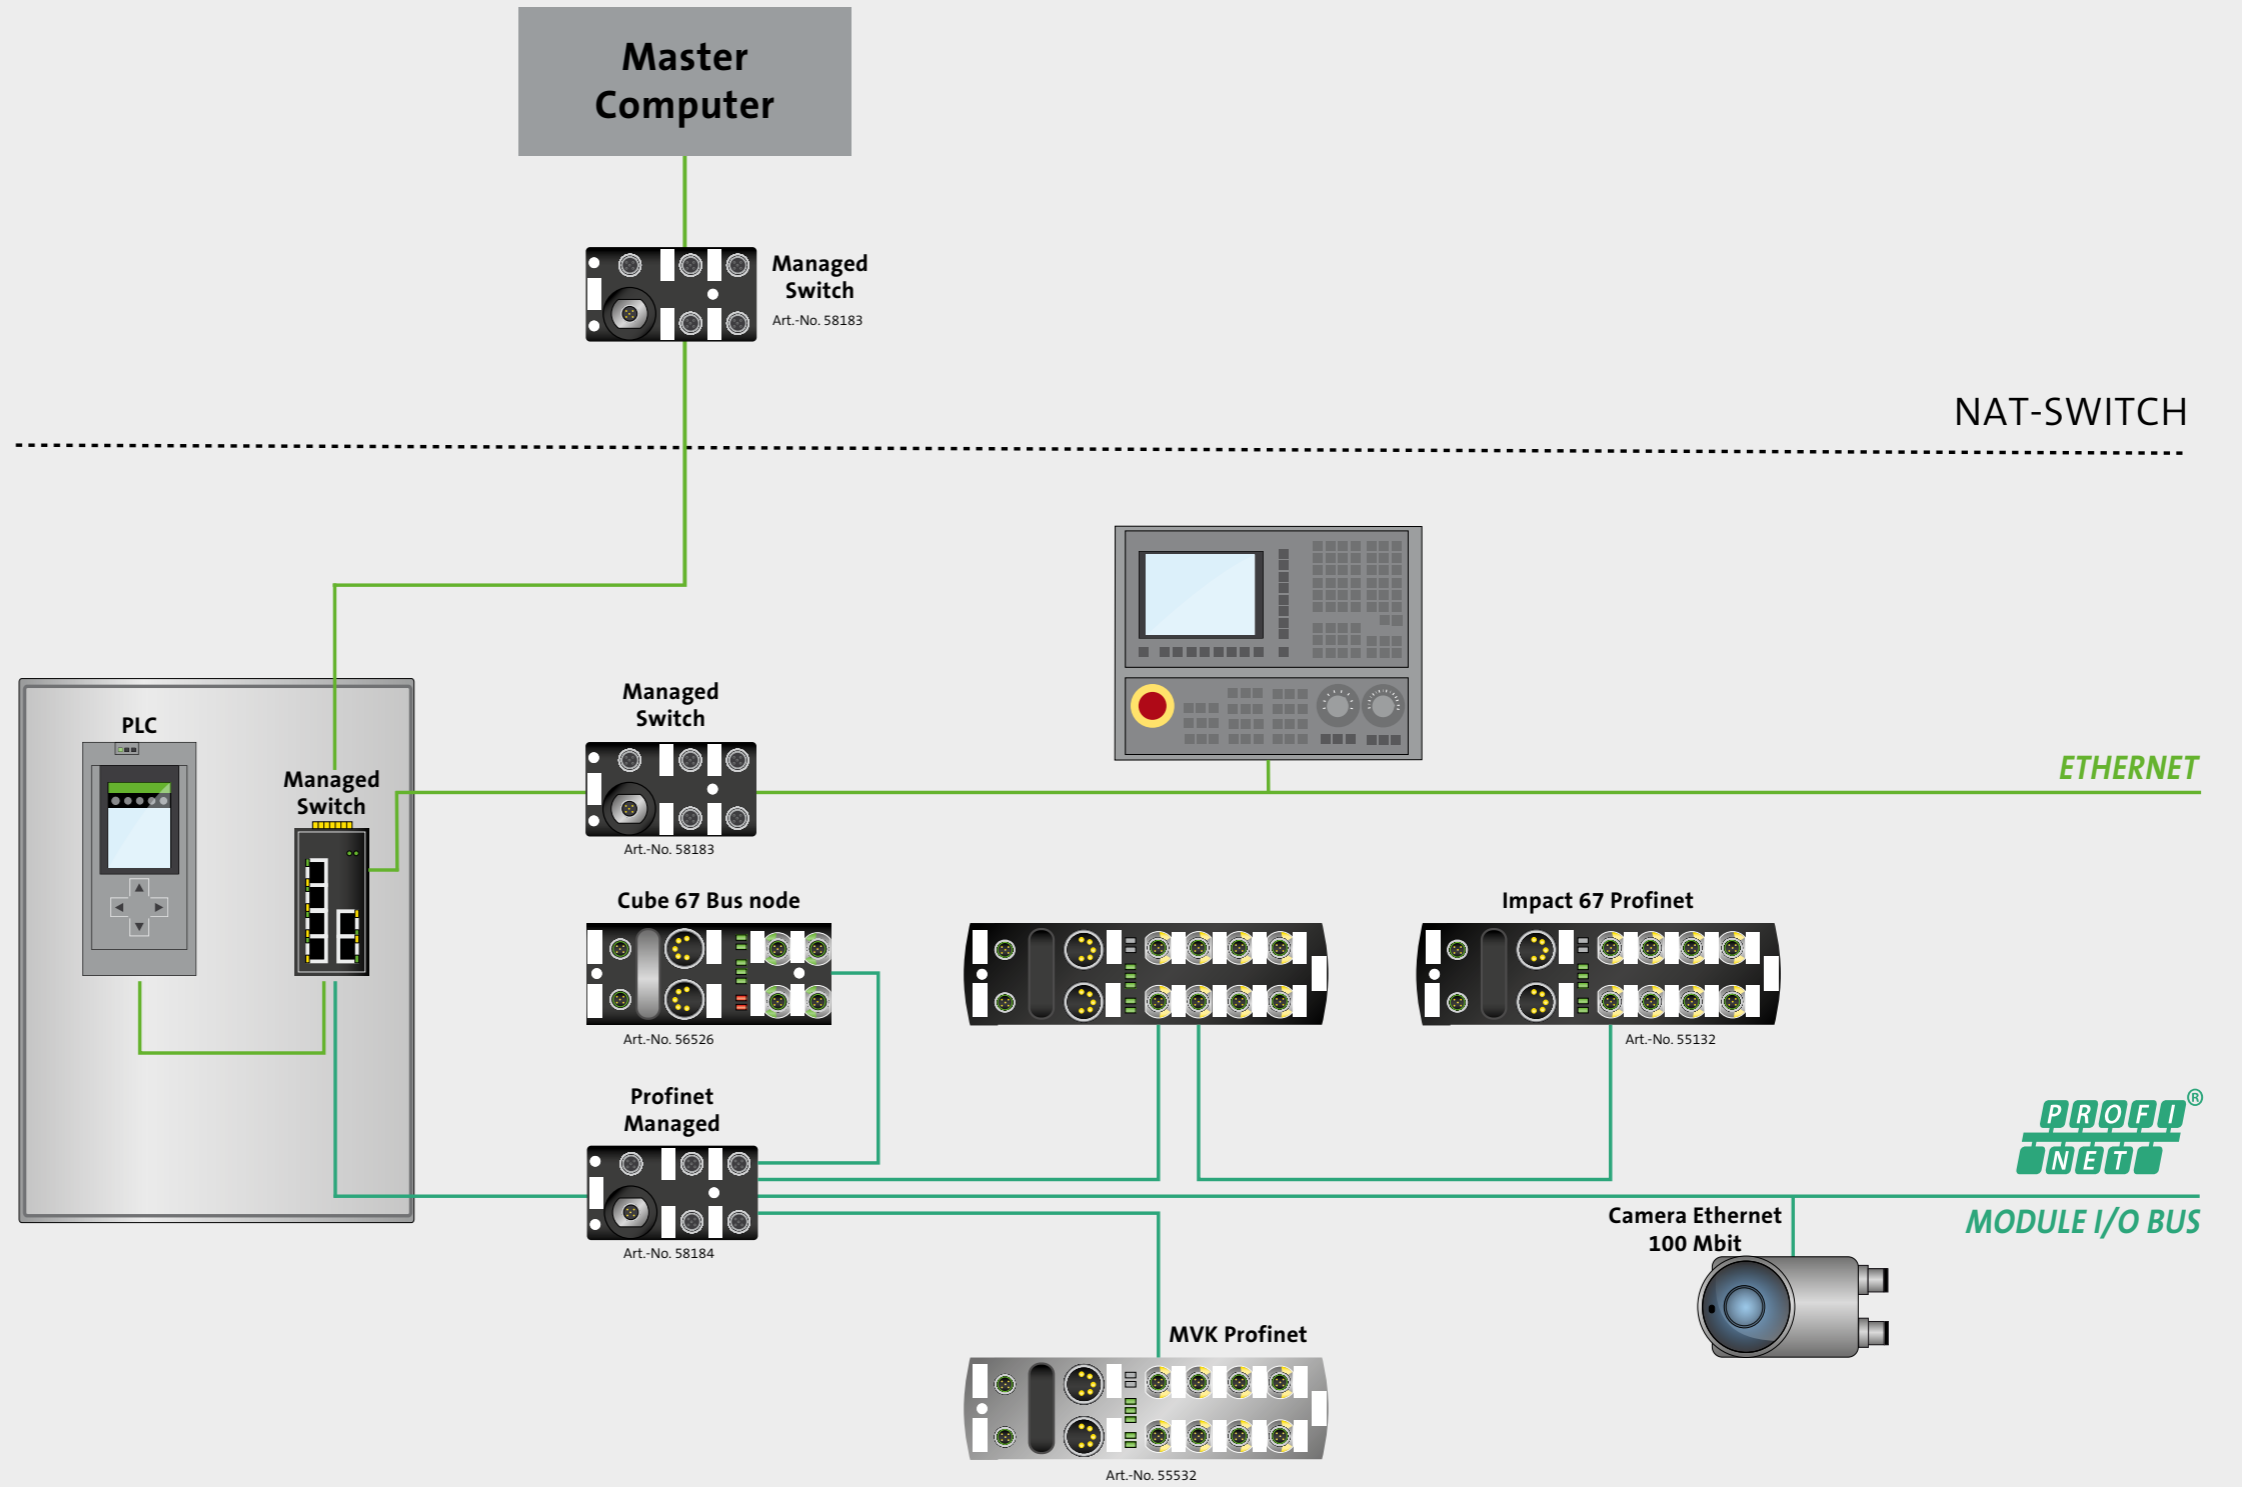 Master
Computer
Managed
Switch
Art.-No. 58183
NAT-SWITCH
PLC
Managed
Switch
Managed
Switch
Art.-No. 58183
ETHERNET
Cube 67 Bus node
Art.-No. 56526
Impact 67 Profinet
Art.-No. 55132
Profinet
Managed
Art.-No. 58184
PROFI®
NET
MODULE I/O BUS
Camera Ethernet
100 Mbit
MVK Profinet
Art.-No. 55532